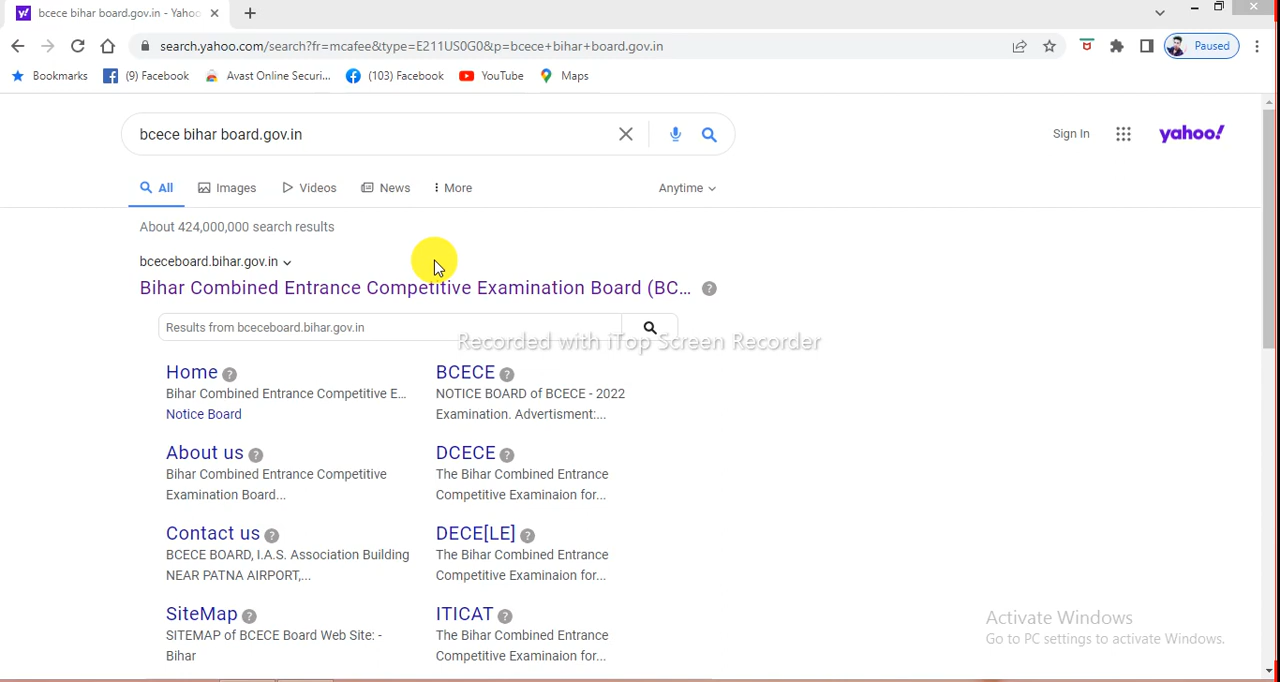 bcece bihar board.gov.in - Yahoo
search.yahoo.com/search?fr=mcafee&type=E211US0G0&p=bcece+bihar+board.gov.in
Paused
Bookmarks
(9) Facebook
Avast Online Securi...
(103) Facebook
YouTube
Maps
bcece bihar board.gov.in
Sign In
yahoo!
All
Images
Videos
News
More
Anytime
About 424,000,000 search results
bceceboard.bihar.gov.in
Bihar Combined Entrance Competitive Examination Board (BC...
Results from bceceboard.bihar.gov.in
Recorded with iTop Screen Recorder
Home
Bihar Combined Entrance Competitive E...
Notice Board
BCECE
NOTICE BOARD of BCECE - 2022
Examination. Advertisment:...
About us
Bihar Combined Entrance Competitive
Examination Board...
DCECE
The Bihar Combined Entrance
Competitive Examinaion for...
Contact us
BCECE BOARD, I.A.S. Association Building
NEAR PATNA AIRPORT,...
DECE[LE]
The Bihar Combined Entrance
Competitive Examinaion for...
SiteMap
SITEMAP of BCECE Board Web Site: -
Bihar
ITICAT
The Bihar Combined Entrance
Competitive Examinaion for...
Activate Windows
Go to PC settings to activate Windows.